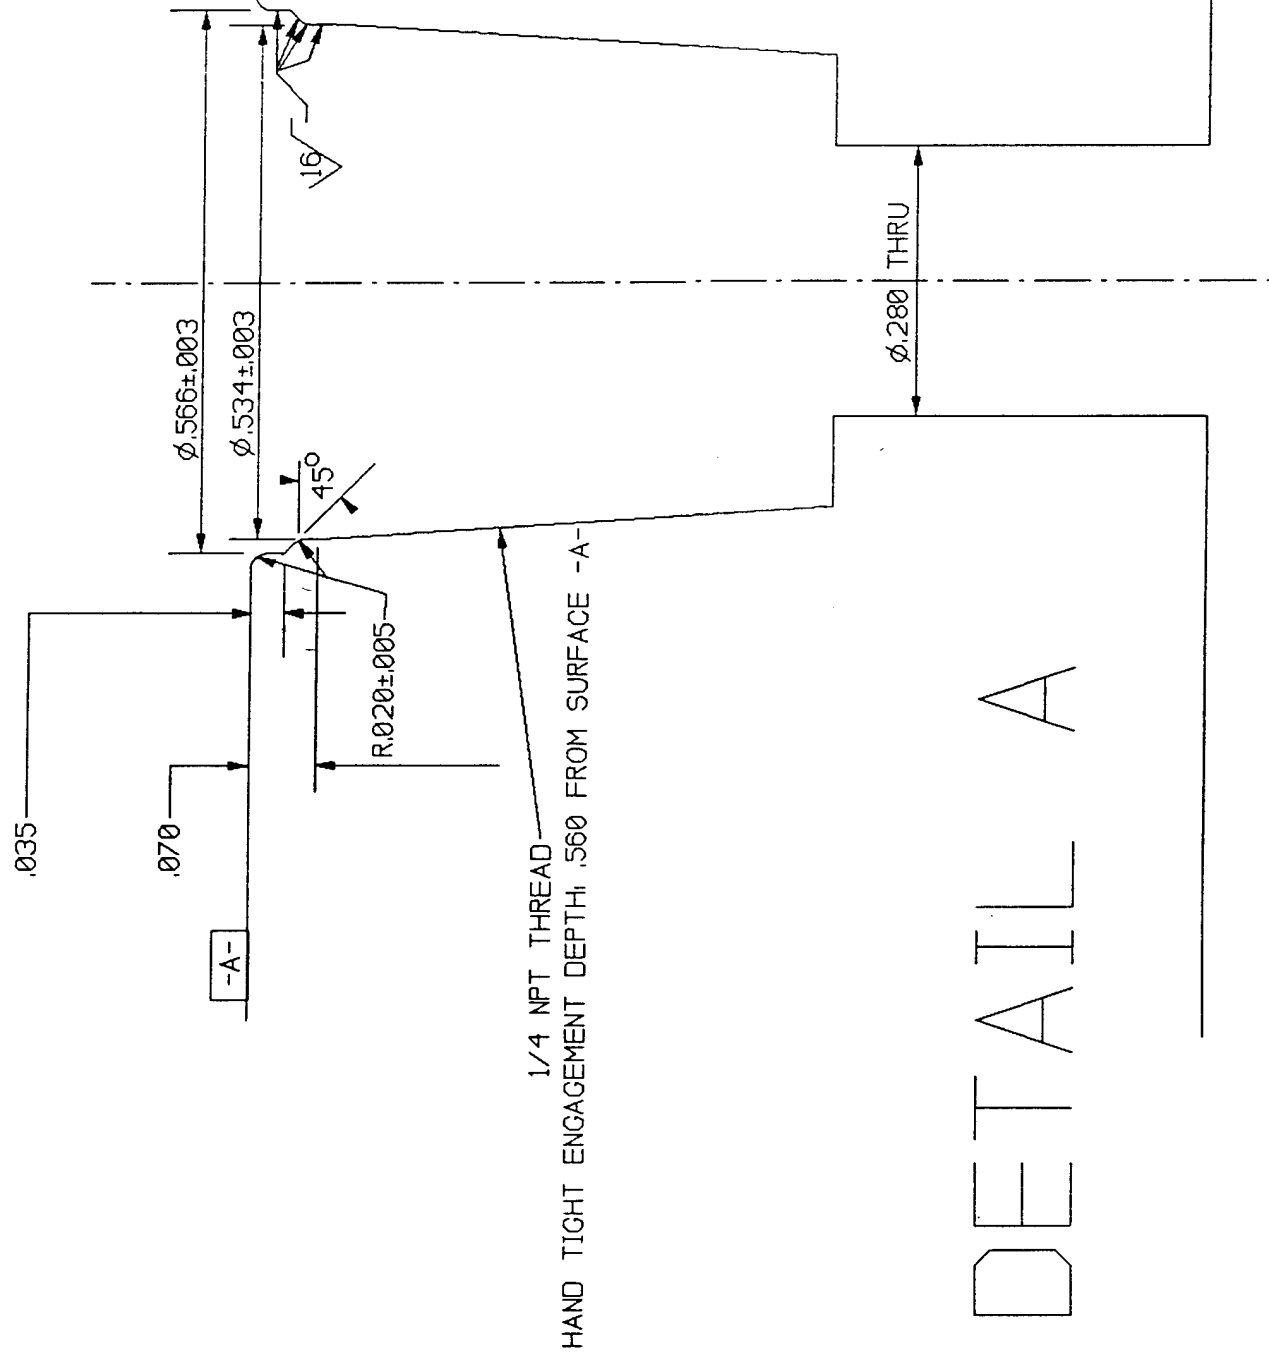 .035
.070
-A-
Ø.566±.003
Ø.534±.003
45°
16
R.020±.005
1/4 NPT THREAD
HAND TIGHT ENGAGEMENT DEPTH: .560 FROM SURFACE -A-
Ø.280 THRU
DETAIL A